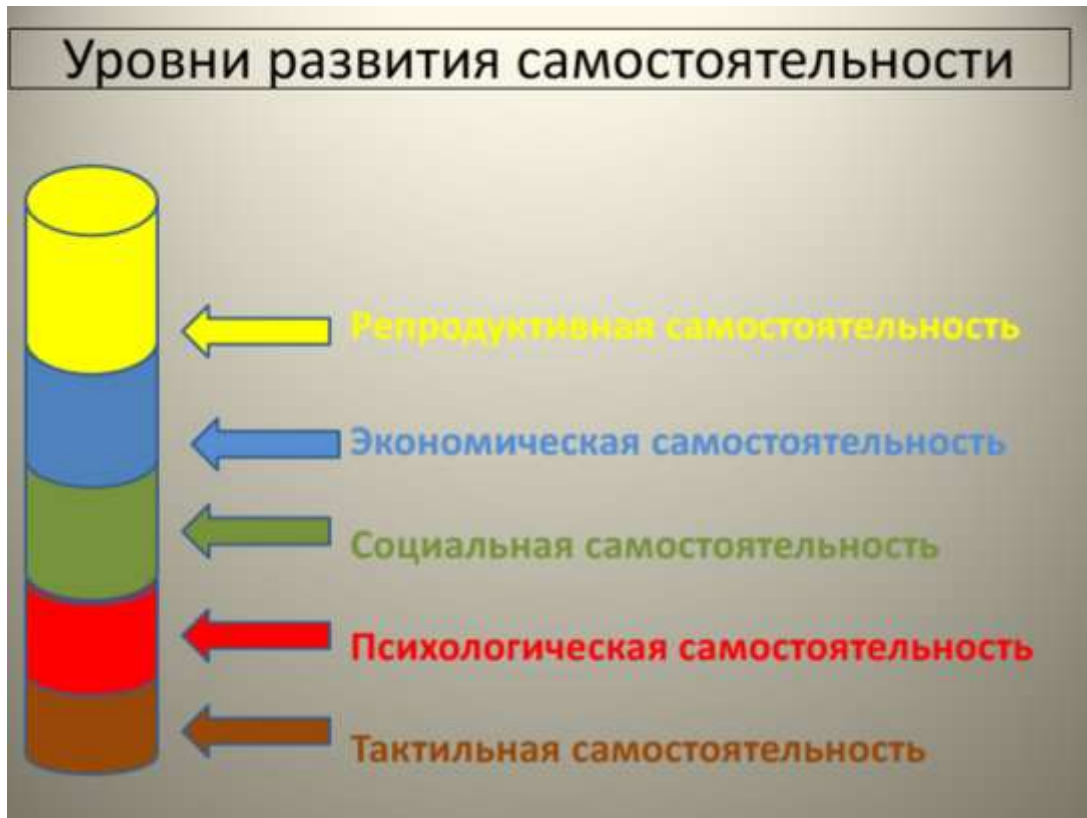 Уровни развития самостоятельности
Репродуктивная самостоятельность
Экономическая самостоятельность
Социальная самостоятельность
Психологическая самостоятельность
Тактильная самостоятельность